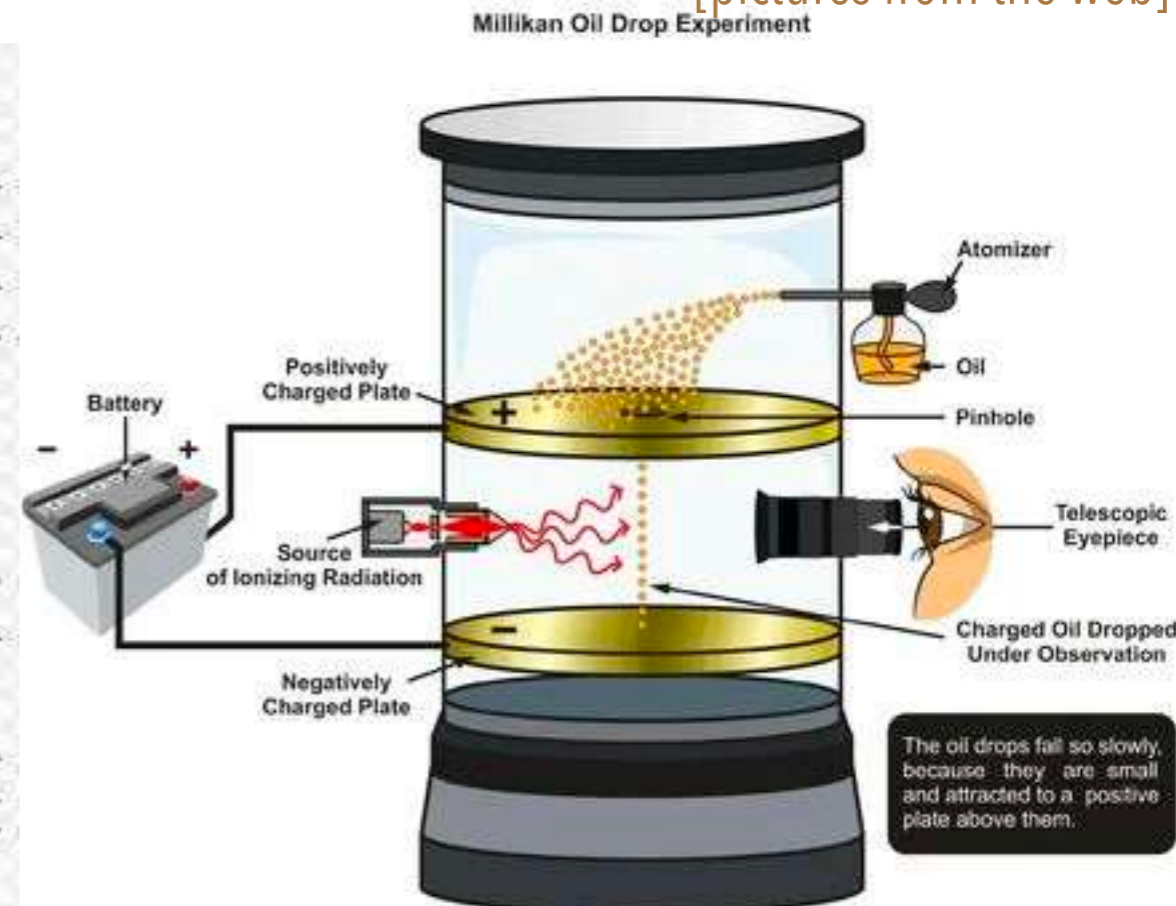 [pictures from the web]
Millikan Oil Drop Experiment
Atomizer
Positively
Charged Plate
Oil
Battery
Pinhole
- +
+
Source
of Ionizing Radiation
Telescopic
Eyepiece
-
Charged Oil Dropped
Under Observation
Negatively
Charged Plate
The oil drops fall so slowly,
because they are small
and attracted to a positive
plate above them.